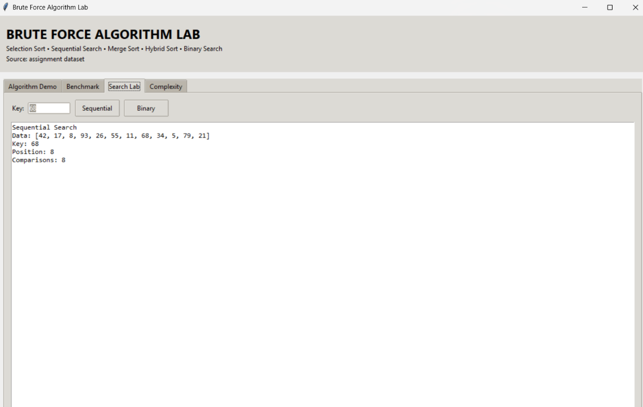 Brute Force Algorithm Lab
BRUTE FORCE ALGORITHM LAB
Selection Sort • Sequential Search • Merge Sort • Hybrid Sort • Binary Search
Source: assignment dataset
Algorithm Demo Benchmark Search Lab Complexity
Key: Sequential Binary
Sequential Search
Data: [42, 17, 8, 93, 26, 55, 11, 68, 34, 5, 79, 21]
Key: 68
Position: 8
Comparisons: 8